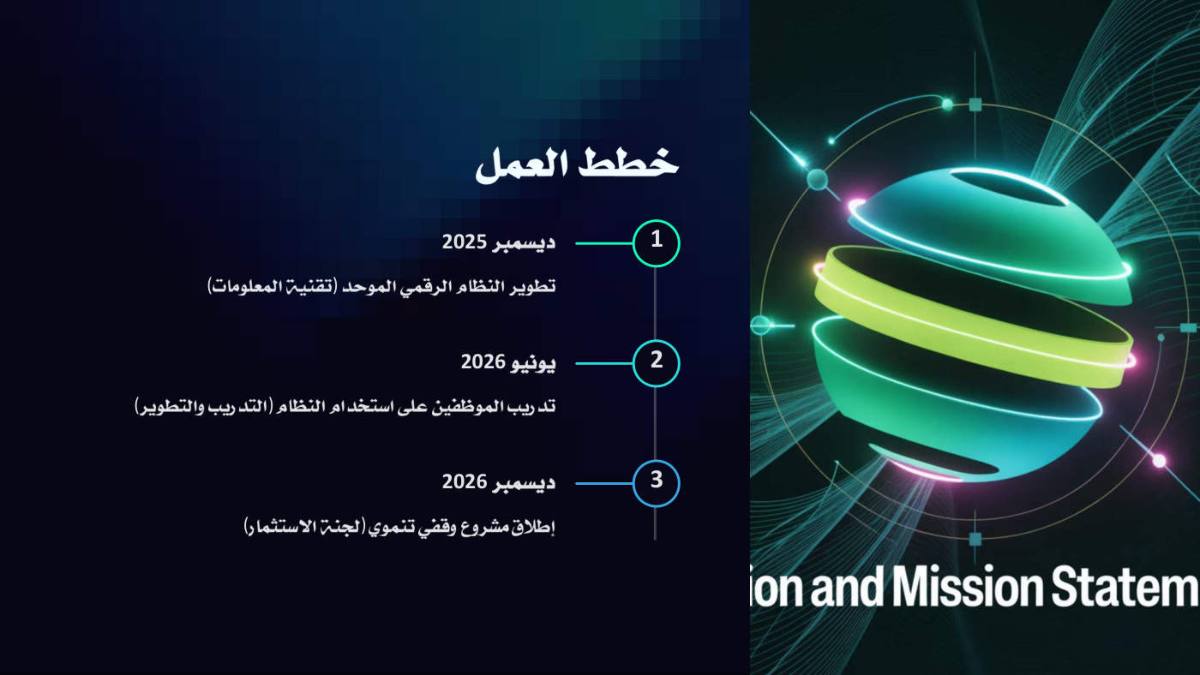 خطط العمل
1
ديسمبر 2025
تطوير النظام الرقمي الموحد (تقنية المعلومات)
2
يونيو 2026
تدريب الموظفين على استخدام النظام (التدريب والتطوير)
3
ديسمبر 2026
إطلاق مشروع وقفي تنموي (لجنة الاستثمار)
ion and Mission Statem